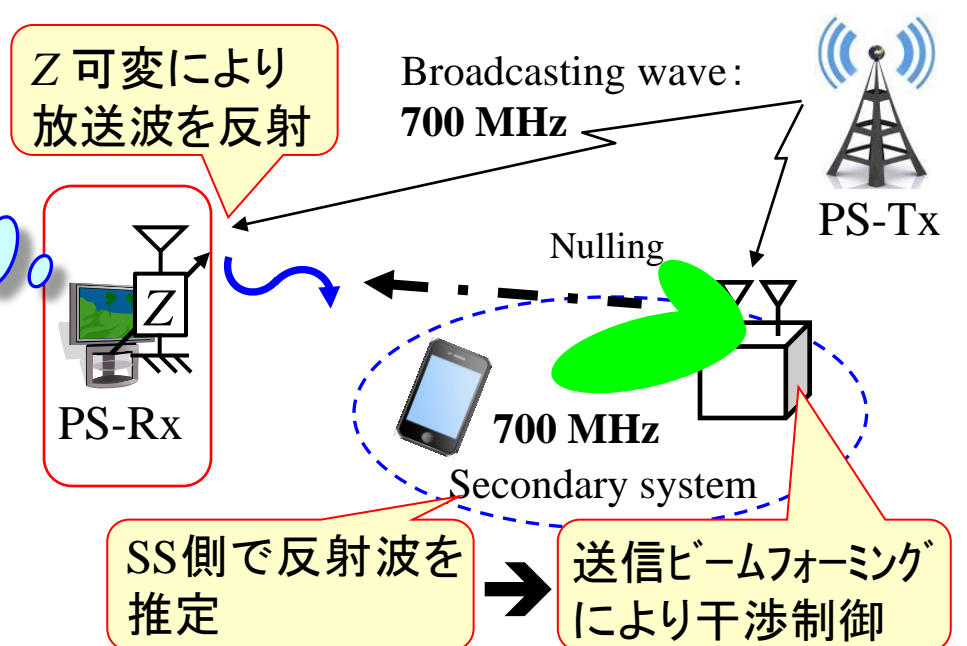 Z 可変により
放送波を反射
Broadcasting wave：
700 MHz
PS-Tx
Nulling
Z
PS-Rx
700 MHz
Secondary system
SS側で反射波を
推定
送信ビームフォーミング
により干渉制御